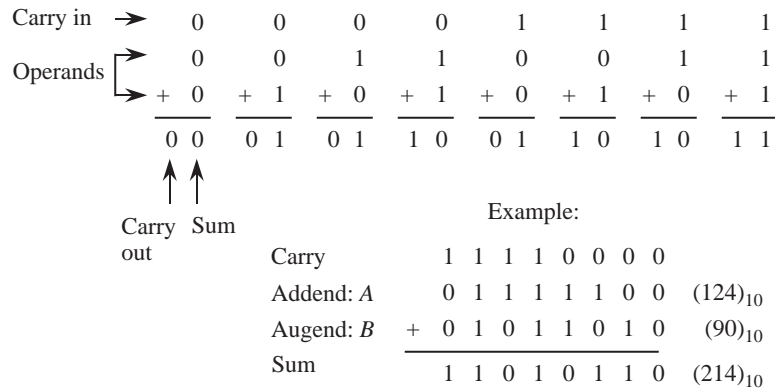 Carry in 0 0 0 0 1 1 1 1
0 0 1 1 0 0 1 1
Operands
+ 0 + 1 + 0 + 1 + 0 + 1 + 0 + 1
0 0 0 1 0 1 1 0 0 1 1 0 1 0 1 1
Carry out Sum
Example:
Carry 1 1 1 1 0 0 0 0
Addend: A 0 1 1 1 1 1 0 0 (124)10
Augend: B + 0 1 0 1 1 0 1 0 (90)10
Sum 1 1 0 1 0 1 1 0 (214)10